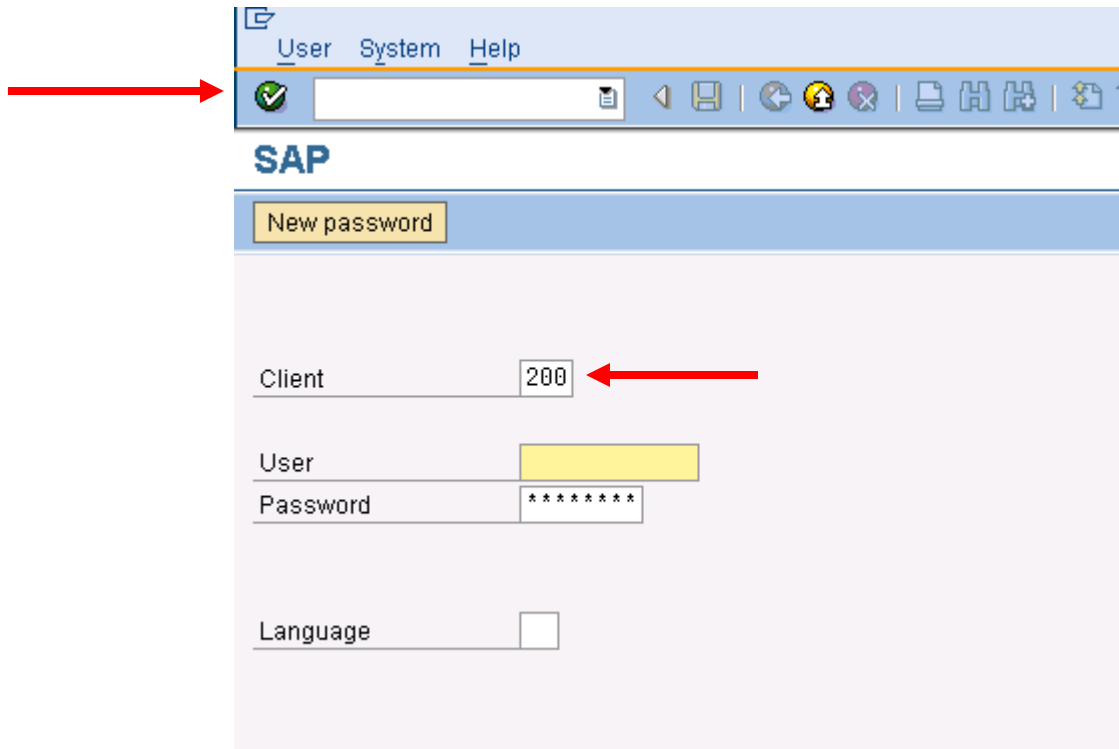 User System Help
SAP
New password
Client 200
User
Password ********
Language